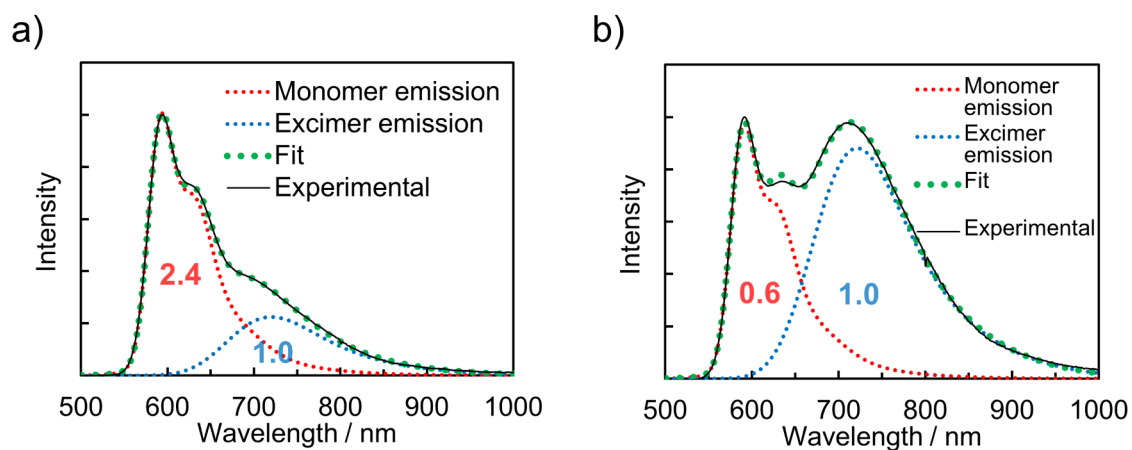 a)
Intensity
Monomer emission
Excimer emission
Fit
Experimental
2.4
1.0
500 600 700 800 900 1000
Wavelength / nm
b)
Intensity
Monomer
emission
Excimer
emission
Fit
Experimental
0.6
1.0
500 600 700 800 900 1000
Wavelength / nm